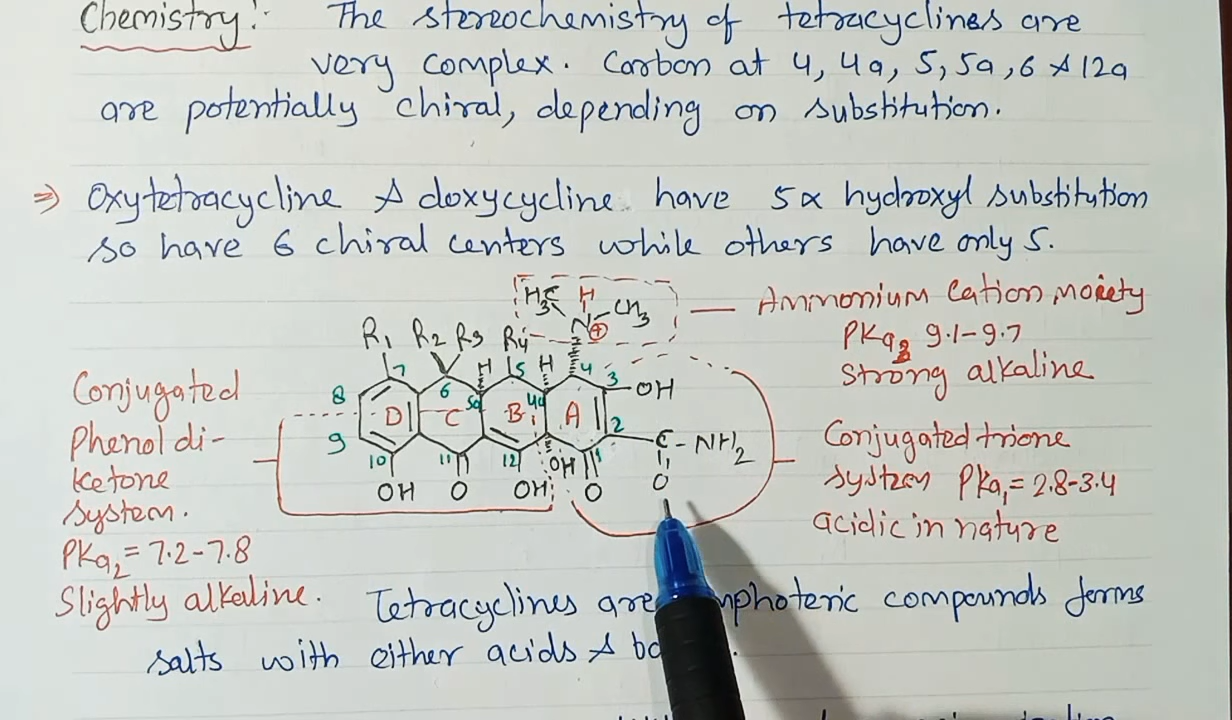 Chemistry:- The stereochemistry of tetracyclines are
very complex. Carbon at 4, 4a, 5, 5a, 6 & 12a
are potentially chiral, depending on substitution.
⇒ Oxytetracycline & doxycycline have 5α hydroxyl substitution
so have 6 chiral centers while others have only 5.
H3C H
N ⊕ CH3
Ammonium Cation moiety
PKa3 9.1-9.7
strong alkaline
R1 R2 R3 R4
H H
7 6 5a 5 4a 4 3 OH
8 D C B A
9 2 C - NH2
10 11 12 1 OH
OH O OH O O
Conjugated
Phenol di-
ketone
system.
PKa2 = 7.2-7.8
Slightly alkaline.
Conjugated trione
system PKa1 = 2.8-3.4
acidic in nature
Tetracyclines are mphoteric compounds forms
salts with either acids &